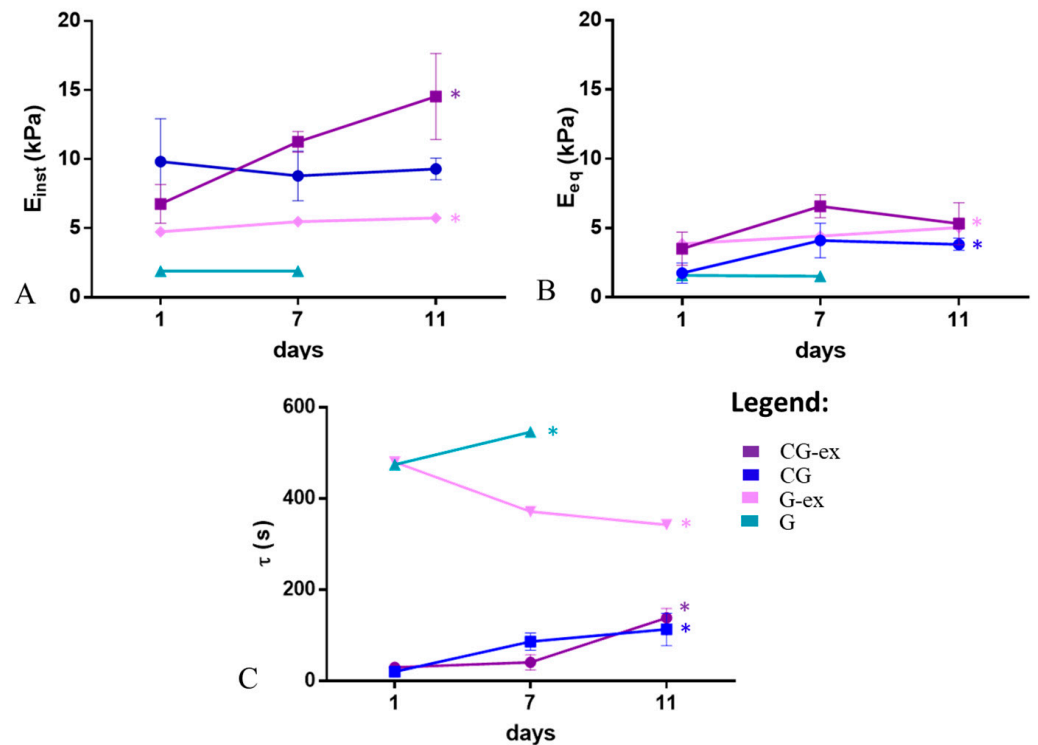 20
15
10
5
0
E_inst (kPa)
*
*
1 7 11
days
A
20
15
10
5
0
E_eq (kPa)
*
*
1 7 11
days
B
600
400
200
0
τ (s)
*
*
*
*
1 7 11
days
C
Legend:
CG-ex
CG
G-ex
G